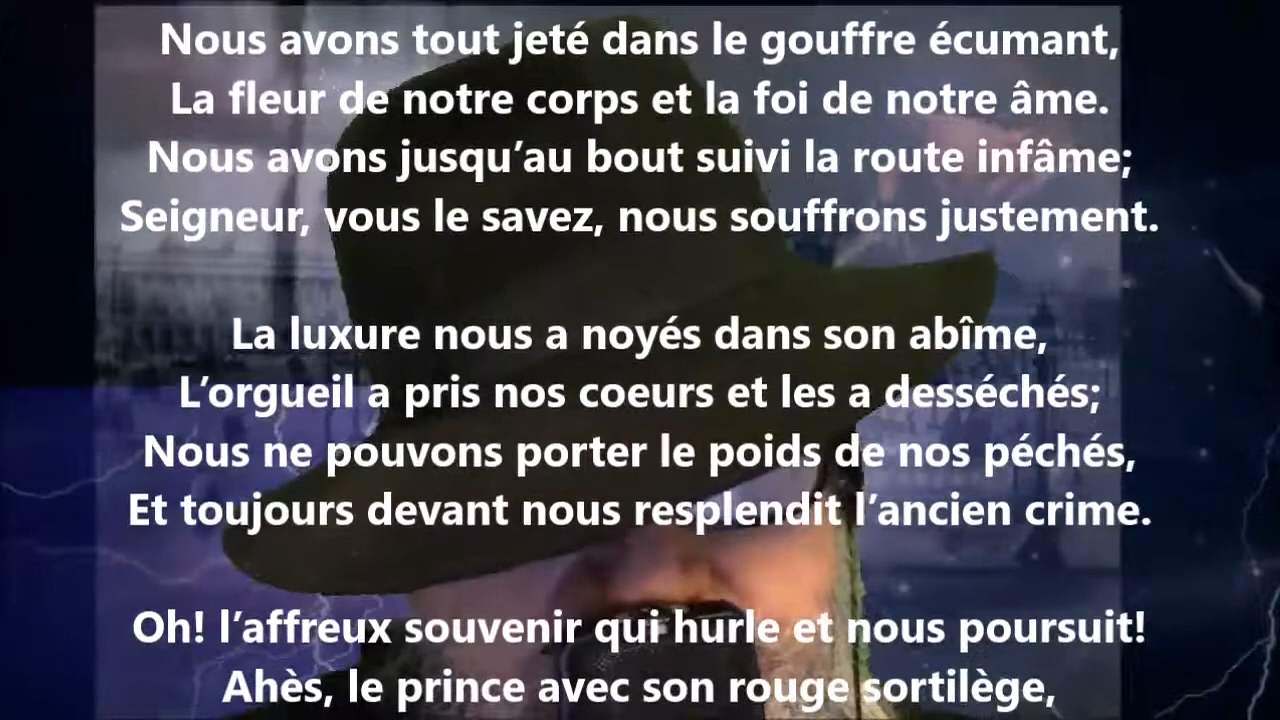 Nous avons tout jeté dans le gouffre écumant,
La fleur de notre corps et la foi de notre âme.
Nous avons jusqu’au bout suivi la route infâme;
Seigneur, vous le savez, nous souffrons justement.
La luxure nous a noyés dans son abîme,
L’orgueil a pris nos coeurs et les a desséchés;
Nous ne pouvons porter le poids de nos péchés,
Et toujours devant nous resplendit l’ancien crime.
Oh! l’affreux souvenir qui hurle et nous poursuit!
Ahès, le prince avec son rouge sortilège,